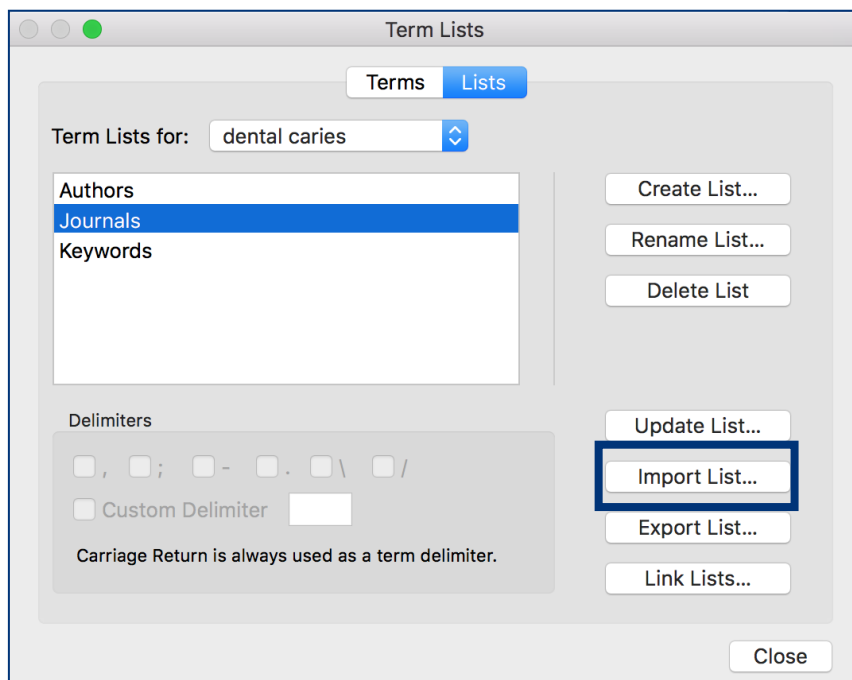 Term Lists
Terms Lists
Term Lists for: dental caries
Authors
Journals
Keywords
Create List...
Rename List...
Delete List
Delimiters
, ; - . \ /
Custom Delimiter
Carriage Return is always used as a term delimiter.
Update List...
Import List...
Export List...
Link Lists...
Close